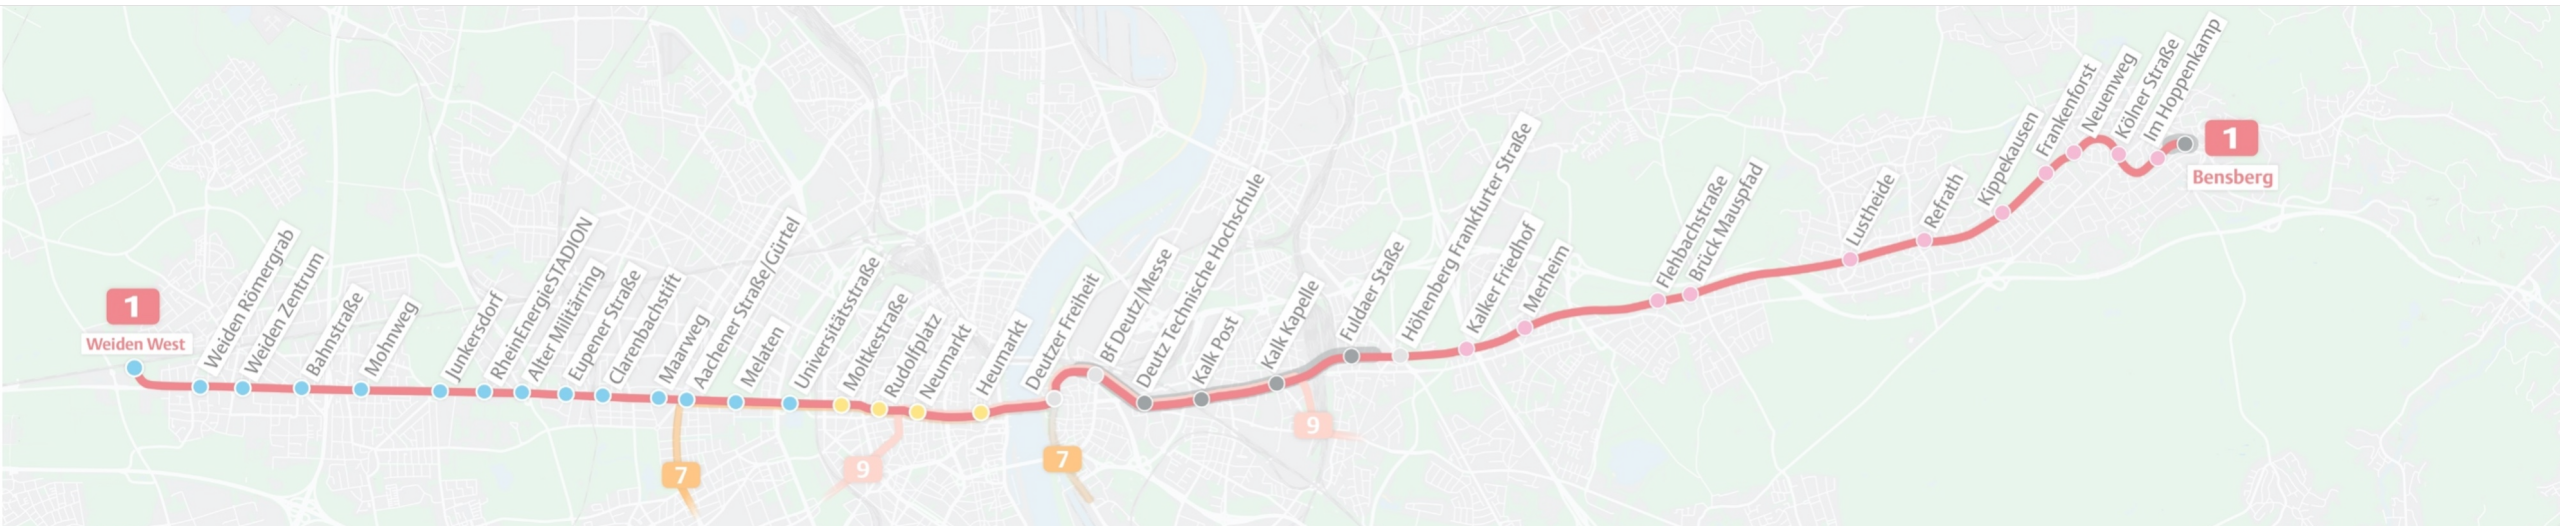 1
Weiden West
Weiden Römergrab
Weiden Zentrum
Bahnstraße
Mohnweg
Junkersdorf
RheinEnergieSTADION
Alter Militärring
Eupener Straße
Clarenbachstift
Maarweg
Aachener Straße/Gürtel
Melaten
Universitätsstraße
Moltkestraße
Rudolfplatz
Neumarkt
Heumarkt
Deutzer Freiheit
Bf Deutz/Messe
Deutz Technische Hochschule
Kalk Post
Kalk Kapelle
Fuldaer Staße
Höhenberg Frankfurter Straße
Kalker Friedhof
Merheim
Flehbachstraße
Brück Mauspfad
Lustheide
Refrath
Kippekausen
Frankenforst
Neuenweg
Kölner Straße
Im Hoppenkamp
1
Bensberg
7
9
7
9